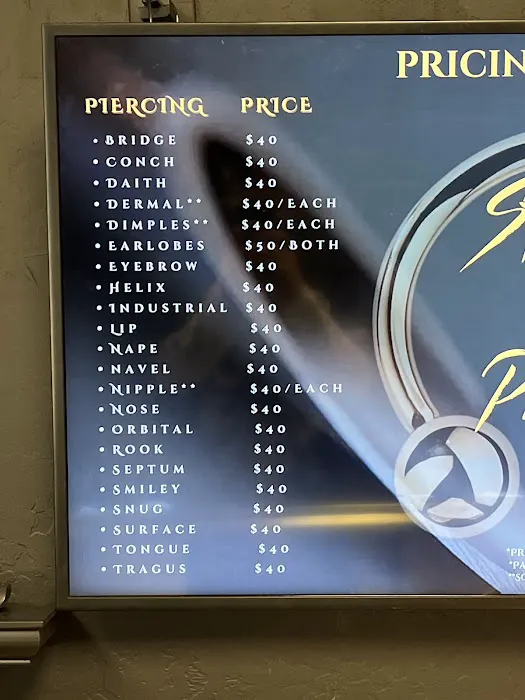 PRICIN
PIERCING PRICE
• BRIDGE $40
• CONCH $40
• DAITH $40
• DERMAL** $40/EACH
• DIMPLES** $40/EACH
• EARLOBES $50/BOTH
• EYEBROW $40
• HELIX $40
• INDUSTRIAL $40
• LIP $40
• NAPE $40
• NAVEL $40
• NIPPLE** $40/EACH
• NOSE $40
• ORBITAL $40
• ROOK $40
• SEPTUM $40
• SMILEY $40
• SNUG $40
• SURFACE $40
• TONGUE $40
• TRAGUS $40
*PR
*PA